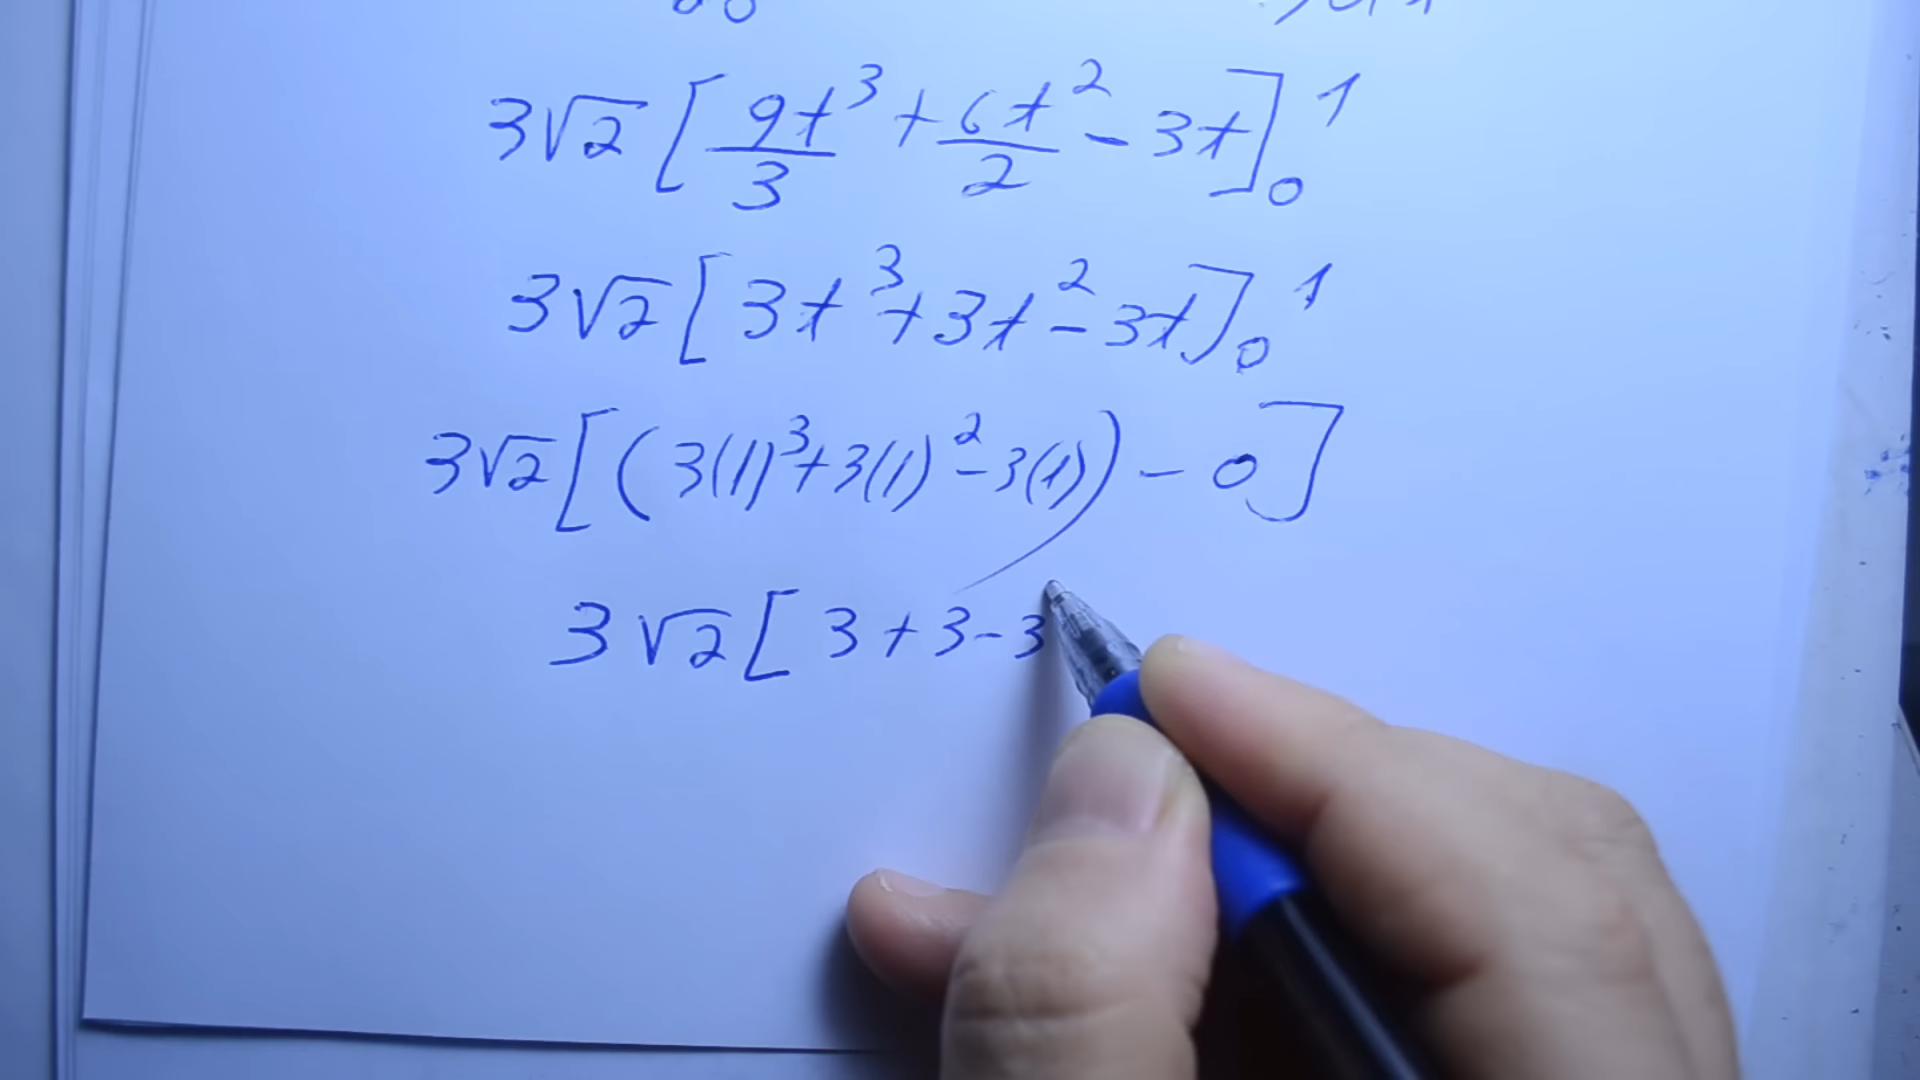 3√2 [ 9t³/3 + 6t²/2 - 3t ]₀¹
3√2 [ 3t³ + 3t² - 3t ]₀¹
3√2 [ ( 3(1)³ + 3(1)² - 3(1) ) - 0 ]
3√2 [ 3 + 3 - 3